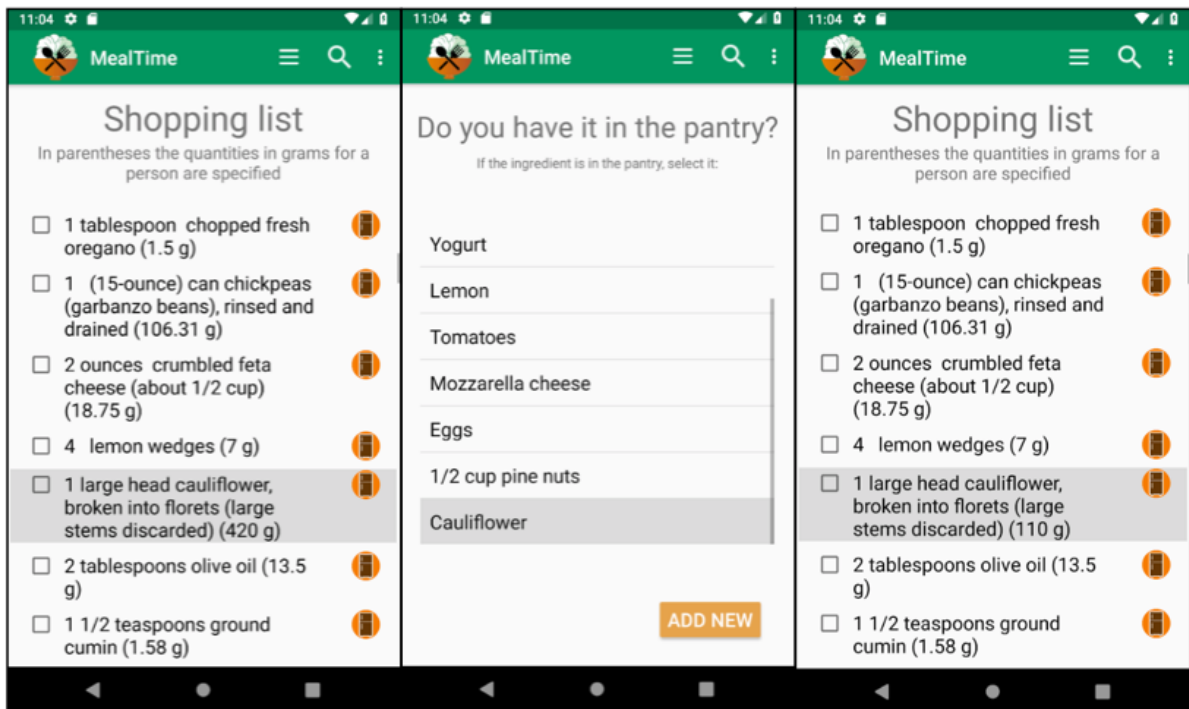 11:04
MealTime
Shopping list
In parentheses the quantities in grams for a
person are specified
1 tablespoon  chopped fresh
oregano (1.5 g)
1   (15-ounce) can chickpeas
(garbanzo beans), rinsed and
drained (106.31 g)
2 ounces  crumbled feta
cheese (about 1/2 cup)
(18.75 g)
4   lemon wedges (7 g)
1 large head cauliflower,
broken into florets (large
stems discarded) (420 g)
2 tablespoons olive oil (13.5
g)
1 1/2 teaspoons ground
cumin (1.58 g)
11:04
MealTime
Do you have it in the pantry?
If the ingredient is in the pantry, select it:
Yogurt
Lemon
Tomatoes
Mozzarella cheese
Eggs
1/2 cup pine nuts
Cauliflower
ADD NEW
11:04
MealTime
Shopping list
In parentheses the quantities in grams for a
person are specified
1 tablespoon  chopped fresh
oregano (1.5 g)
1   (15-ounce) can chickpeas
(garbanzo beans), rinsed and
drained (106.31 g)
2 ounces  crumbled feta
cheese (about 1/2 cup)
(18.75 g)
4   lemon wedges (7 g)
1 large head cauliflower,
broken into florets (large
stems discarded) (110 g)
2 tablespoons olive oil (13.5
g)
1 1/2 teaspoons ground
cumin (1.58 g)